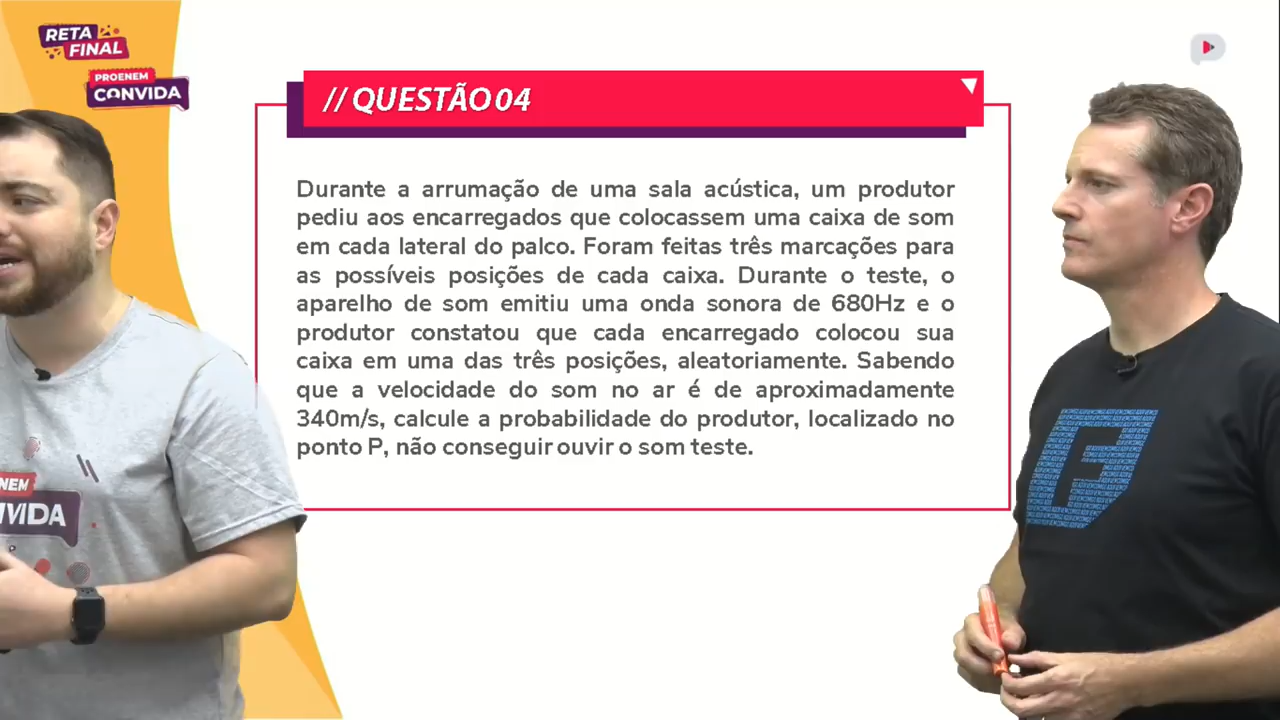 RETA
FINAL
PROENEM
CONVIDA
// QUESTÃO 04
Durante a arrumação de uma sala acústica, um produtor
pediu aos encarregados que colocassem uma caixa de som
em cada lateral do palco. Foram feitas três marcações para
as possíveis posições de cada caixa. Durante o teste, o
aparelho de som emitiu uma onda sonora de 680Hz e o
produtor constatou que cada encarregado colocou sua
caixa em uma das três posições, aleatoriamente. Sabendo
que a velocidade do som no ar é de aproximadamente
340m/s, calcule a probabilidade do produtor, localizado no
ponto P, não conseguir ouvir o som teste.
NEM
NVIDA